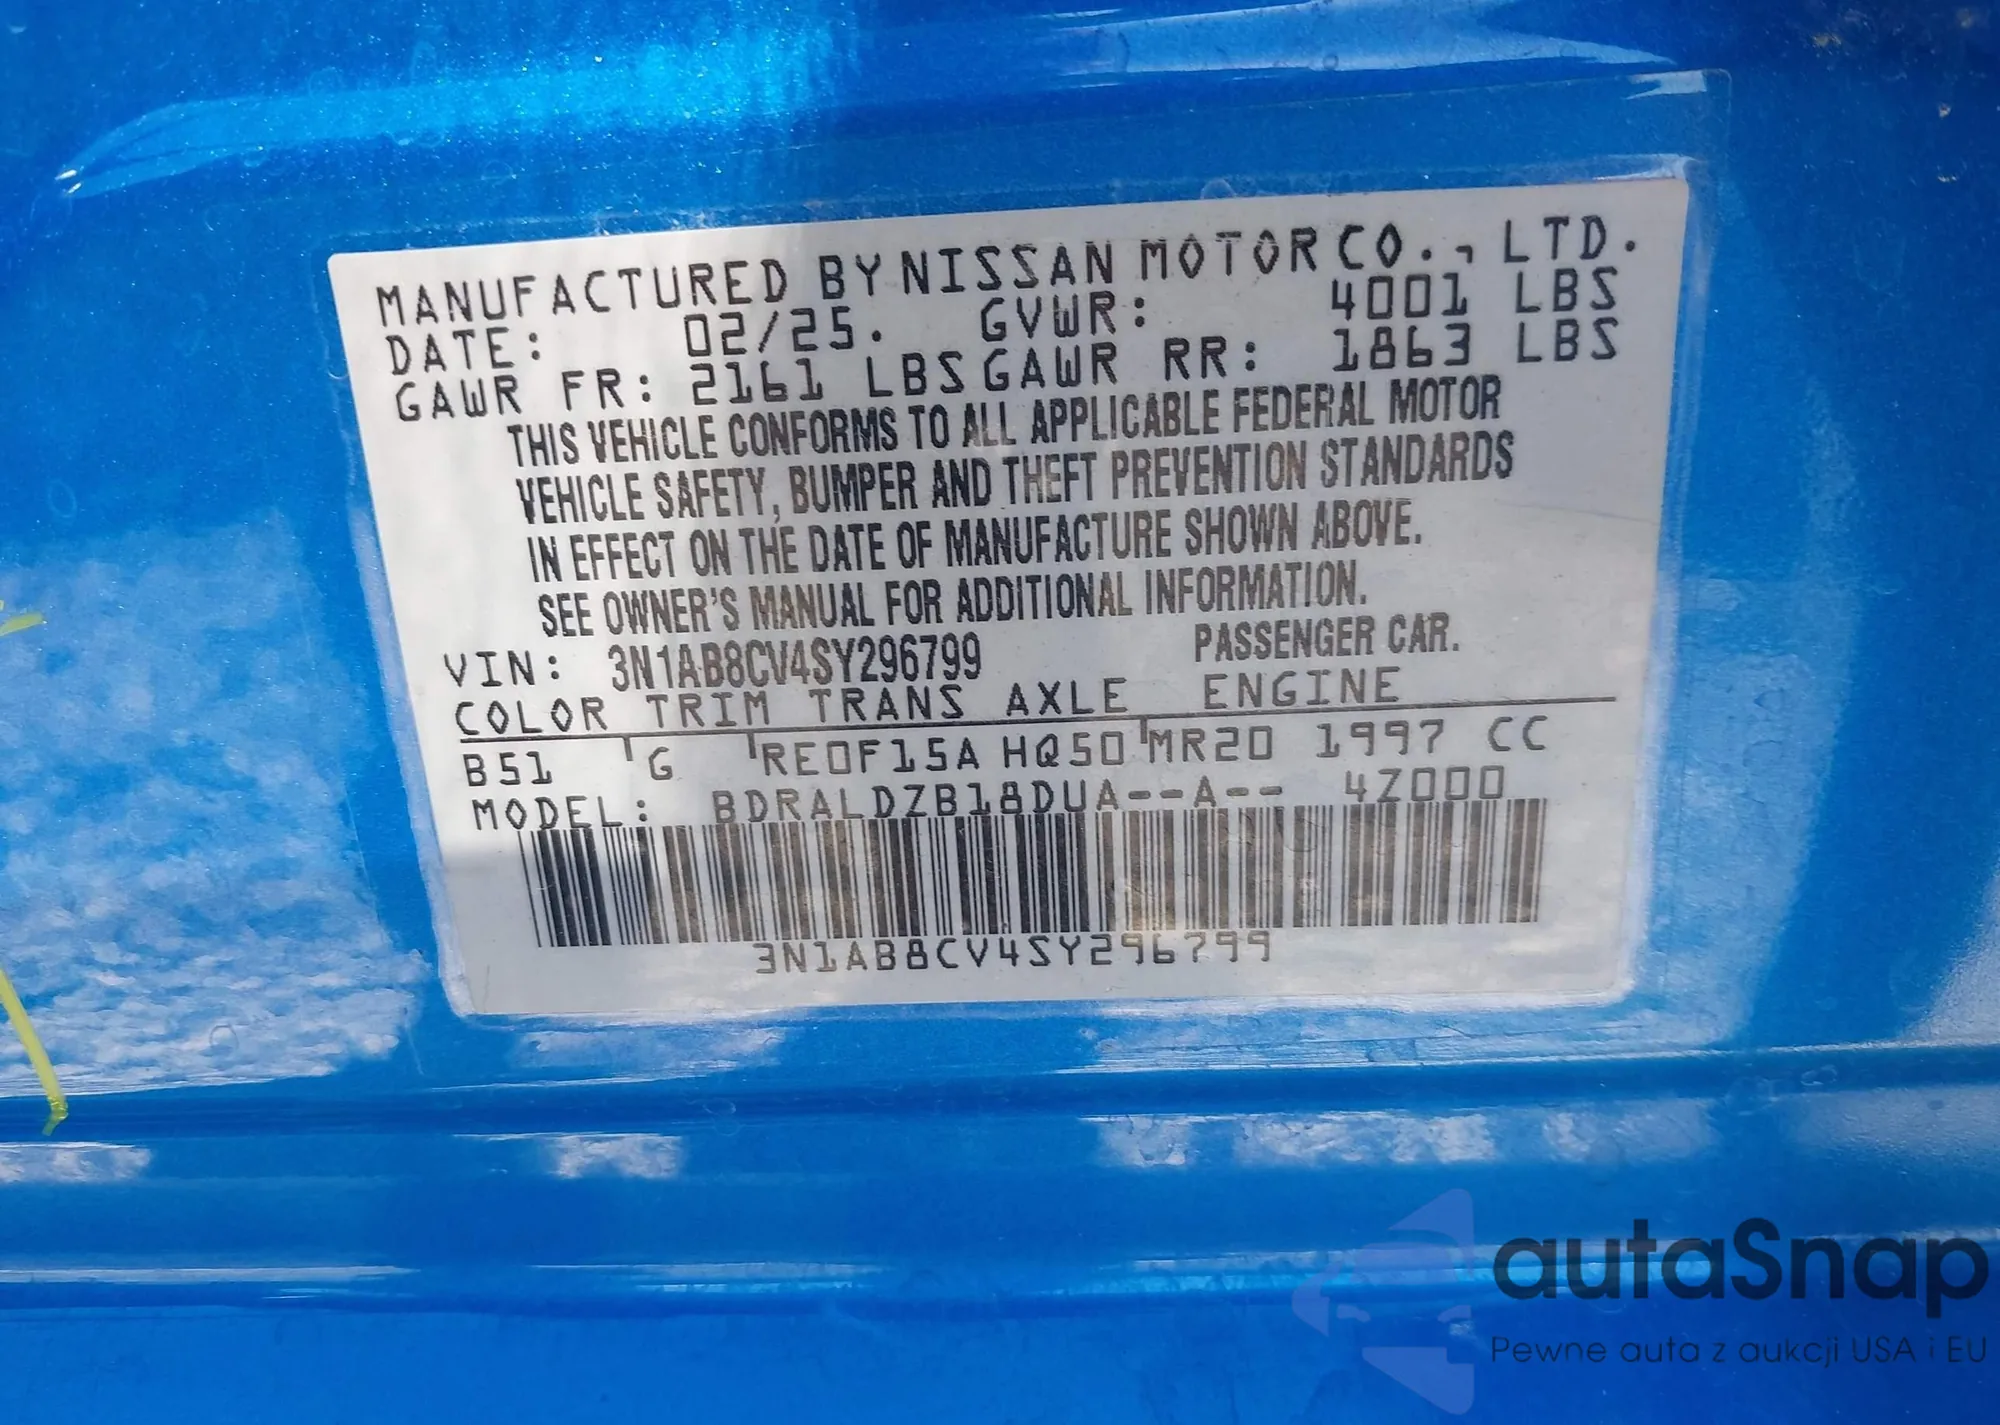 MANUFACTURED BY NISSAN MOTOR CO., LTD.
DATE: 02/25. GVWR: 4001 LBS
GAWR FR: 2161 LBS GAWR RR: 1863 LBS
THIS VEHICLE CONFORMS TO ALL APPLICABLE FEDERAL MOTOR
VEHICLE SAFETY, BUMPER AND THEFT PREVENTION STANDARDS
IN EFFECT ON THE DATE OF MANUFACTURE SHOWN ABOVE.
SEE OWNER'S MANUAL FOR ADDITIONAL INFORMATION.
VIN: 3N1AB8CV4SY296799 PASSENGER CAR.
COLOR TRIM TRANS AXLE ENGINE
B51 G RE0F15A HQ50 MR20 1997 CC
MODEL: BDRALDZB18DUA--A-- 4Z000
3N1AB8CV4SY296799
autaSnap
Pewne auta z aukcji USA i EU